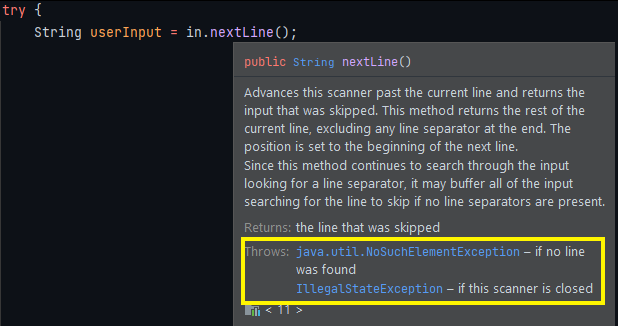 try {
String userInput = in.nextLine();
public String nextLine()
Advances this scanner past the current line and returns the
input that was skipped. This method returns the rest of the
current line, excluding any line separator at the end. The
position is set to the beginning of the next line.
Since this method continues to search through the input
looking for a line separator, it may buffer all of the input
searching for the line to skip if no line separators are present.
Returns: the line that was skipped
Throws: java.util.NoSuchElementException – if no line
was found
IllegalStateException – if this scanner is closed
< 11 >